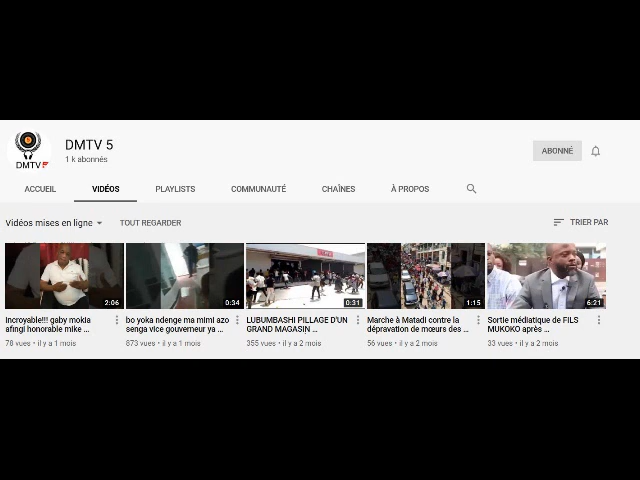 DMTV 5
1 k abonnés
DMTV
ABONNÉ
ACCUEIL VIDÉOS PLAYLISTS COMMUNAUTÉ CHAÎNES À PROPOS
Vidéos mises en ligne TOUT REGARDER TRIER PAR
2:06 0:34 0:31 1:15 6:21
Incroyable!!! gaby mokia
afingi honorable mike ...
78 vues • il y a 1 mois
bo yoka ndenge ma mimi azo
senga vice gouverneur ya ...
873 vues • il y a 1 mois
LUBUMBASHI PILLAGE D'UN
GRAND MAGASIN ...
355 vues • il y a 2 mois
Marche à Matadi contre la
dépravation de mœurs des ...
56 vues • il y a 2 mois
Sortie médiatique de FILS
MUKOKO après ...
33 vues • il y a 2 mois